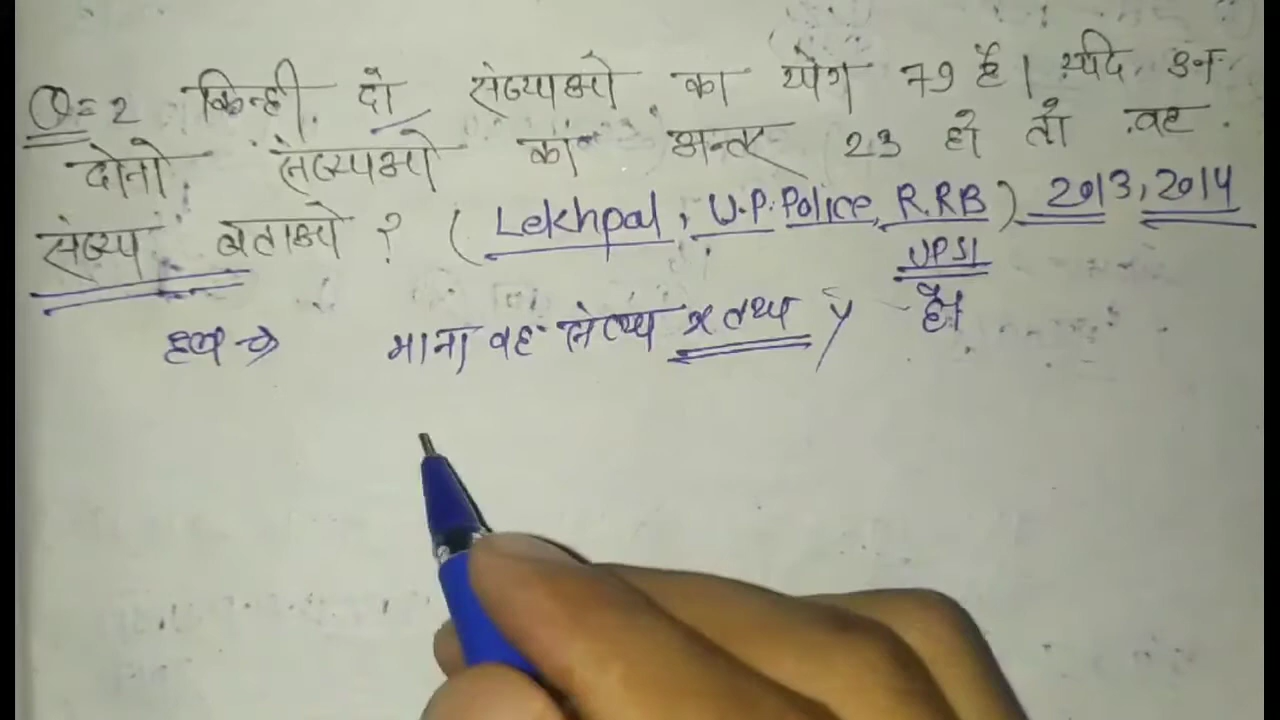 Q=2 किन्ही दो संख्याओ का योग 79 है। यदि उन
दोनो संख्याओ का अन्तर 23 हो तो वह
संख्या बताओ ? (Lekhpal, U.P. Police, R.RB) 2013, 2014
UPSI
हल → माना वह संख्या x तथा y है।